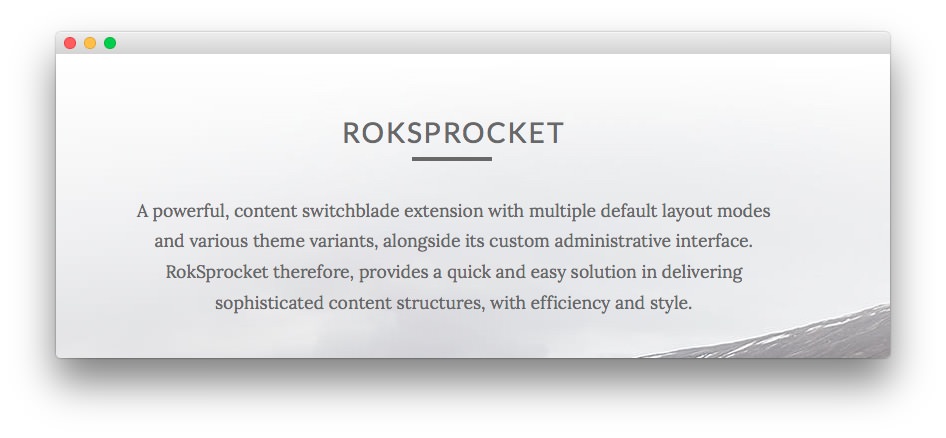 ROKSPROCKET
A powerful, content switchblade extension with multiple default layout modes
and various theme variants, alongside its custom administrative interface.
RokSprocket therefore, provides a quick and easy solution in delivering
sophisticated content structures, with efficiency and style.